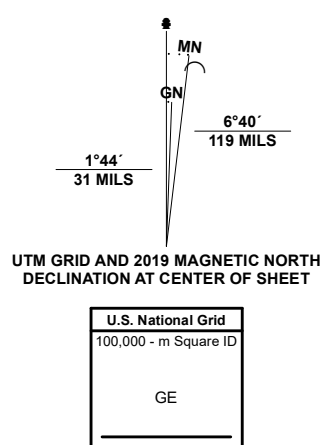 MN
GN
6°40´
119 MILS
1°44´
31 MILS
UTM GRID AND 2019 MAGNETIC NORTH
DECLINATION AT CENTER OF SHEET
U.S. National Grid
100,000 - m Square ID
GE